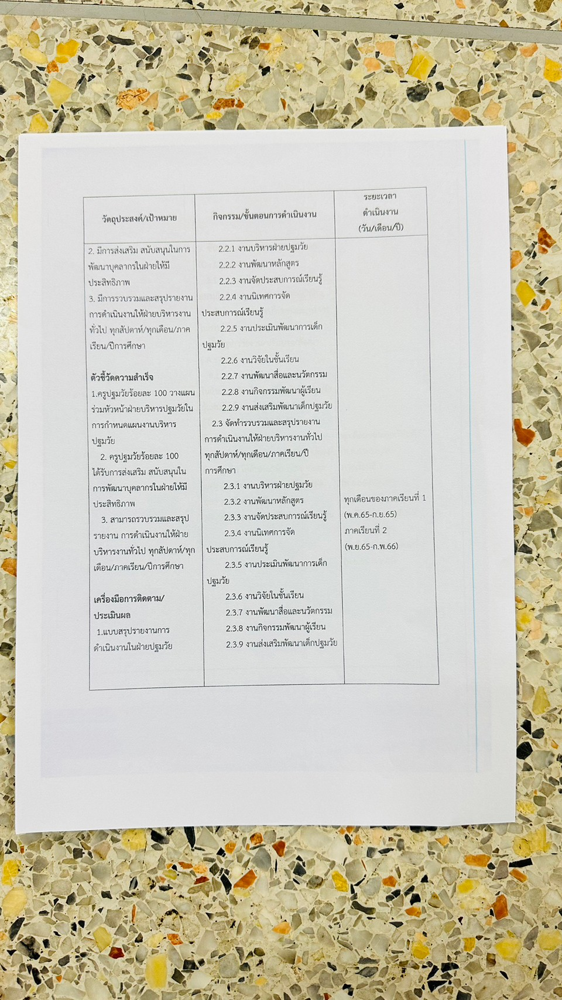 วัตถุประสงค์/เป้าหมาย
กิจกรรม/ขั้นตอนการดำเนินงาน
ระยะเวลา
ดำเนินงาน
(วัน/เดือน/ปี)
2. มีการส่งเสริม สนับสนุนในการ
พัฒนาบุคลากรในฝ่ายให้มี
ประสิทธิภาพ
3. มีการรวบรวมและสรุปรายงาน
การดำเนินงานให้ฝ่ายบริหารงาน
ทั่วไป ทุกสัปดาห์/ทุกเดือน/ภาค
เรียน/ปีการศึกษา
ตัวชี้วัดความสำเร็จ
1.ครูปฐมวัยร้อยละ 100 วางแผน
ร่วมหัวหน้าฝ่ายบริหารปฐมวัยใน
การกำหนดแผนงานบริหาร
ปฐมวัย
2. ครูปฐมวัยร้อยละ 100
ได้รับการส่งเสริม สนับสนุนใน
การพัฒนาบุคลากรในฝ่ายให้มี
ประสิทธิภาพ
3. สามารถรวบรวมและสรุป
รายงาน การดำเนินงานให้ฝ่าย
บริหารงานทั่วไป ทุกสัปดาห์/ทุก
เดือน/ภาคเรียน/ปีการศึกษา
เครื่องมือการติดตาม/
ประเมินผล
1.แบบสรุปรายงานการ
ดำเนินงานในฝ่ายปฐมวัย
2.2.1 งานบริหารฝ่ายปฐมวัย
2.2.2 งานพัฒนาหลักสูตร
2.2.3 งานจัดประสบการณ์เรียนรู้
2.2.4 งานนิเทศการจัด
ประสบการณ์เรียนรู้
2.2.5 งานประเมินพัฒนาการเด็ก
ปฐมวัย
2.2.6 งานวิจัยในชั้นเรียน
2.2.7 งานพัฒนาสื่อและนวัตกรรม
2.2.8 งานกิจกรรมพัฒนาผู้เรียน
2.2.9 งานส่งเสริมพัฒนาเด็กปฐมวัย
2.3 จัดทำรวบรวมและสรุปรายงาน
การดำเนินงานให้ฝ่ายบริหารงานทั่วไป
ทุกสัปดาห์/ทุกเดือน/ภาคเรียน/ปี
การศึกษา
2.3.1 งานบริหารฝ่ายปฐมวัย
2.3.2 งานพัฒนาหลักสูตร
2.3.3 งานจัดประสบการณ์เรียนรู้
2.3.4 งานนิเทศการจัด
ประสบการณ์เรียนรู้
2.3.5 งานประเมินพัฒนาการเด็ก
ปฐมวัย
2.3.6 งานวิจัยในชั้นเรียน
2.3.7 งานพัฒนาสื่อและนวัตกรรม
2.3.8 งานกิจกรรมพัฒนาผู้เรียน
2.3.9 งานส่งเสริมพัฒนาเด็กปฐมวัย
ทุกเดือนของภาคเรียนที่ 1
(พ.ค.65-ก.ย.65)
ภาคเรียนที่ 2
(พ.ย.65-ก.พ.66)